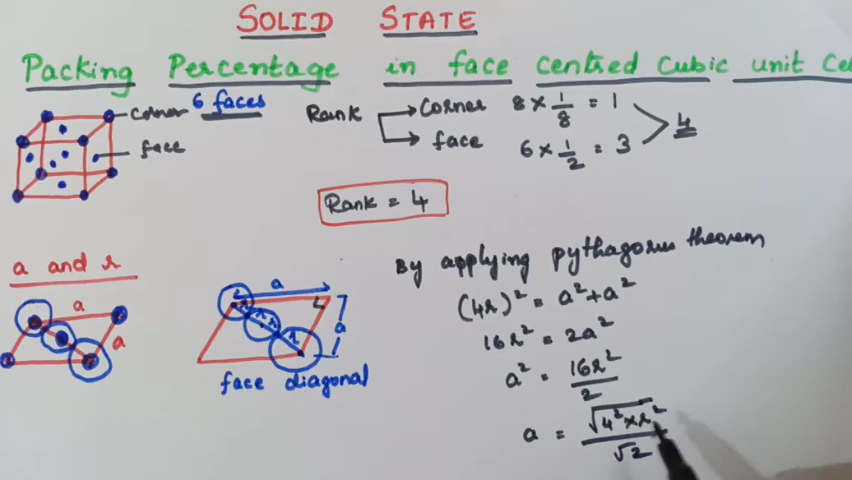 SOLID STATE
Packing Percentage in face centred cubic unit Cel
corner
face
6 faces
Rank
Corner 8 × 1/8 = 1
face 6 × 1/2 = 3
4
Rank = 4
a and r
a
a
a
r r r r
a
face diagonal
By applying pythagorus theorem
(4r)² = a² + a²
16r² = 2a²
a² = 16r²/2
a = √4² × r²/√2